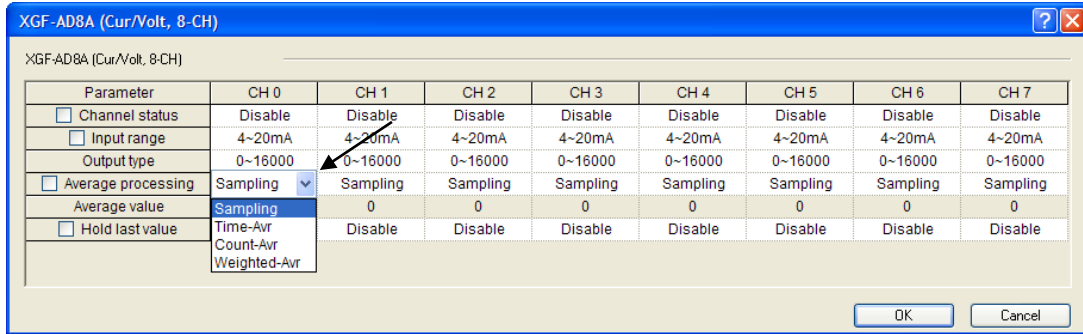 XGF-AD8A (Cur/Volt, 8-CH)
XGF-AD8A (Cur/Volt, 8-CH)
Parameter CH 0 CH 1 CH 2 CH 3 CH 4 CH 5 CH 6 CH 7
Channel status Disable Disable Disable Disable Disable Disable Disable Disable
Input range 4~20mA 4~20mA 4~20mA 4~20mA 4~20mA 4~20mA 4~20mA 4~20mA
Output type 0~16000 0~16000 0~16000 0~16000 0~16000 0~16000 0~16000 0~16000
Average processing Sampling Sampling Sampling Sampling Sampling Sampling Sampling Sampling
Average value Sampling 0 0 0 0 0 0 0
Hold last value Time-Avr Disable Disable Disable Disable Disable Disable Disable
Count-Avr
Weighted-Avr
OK Cancel